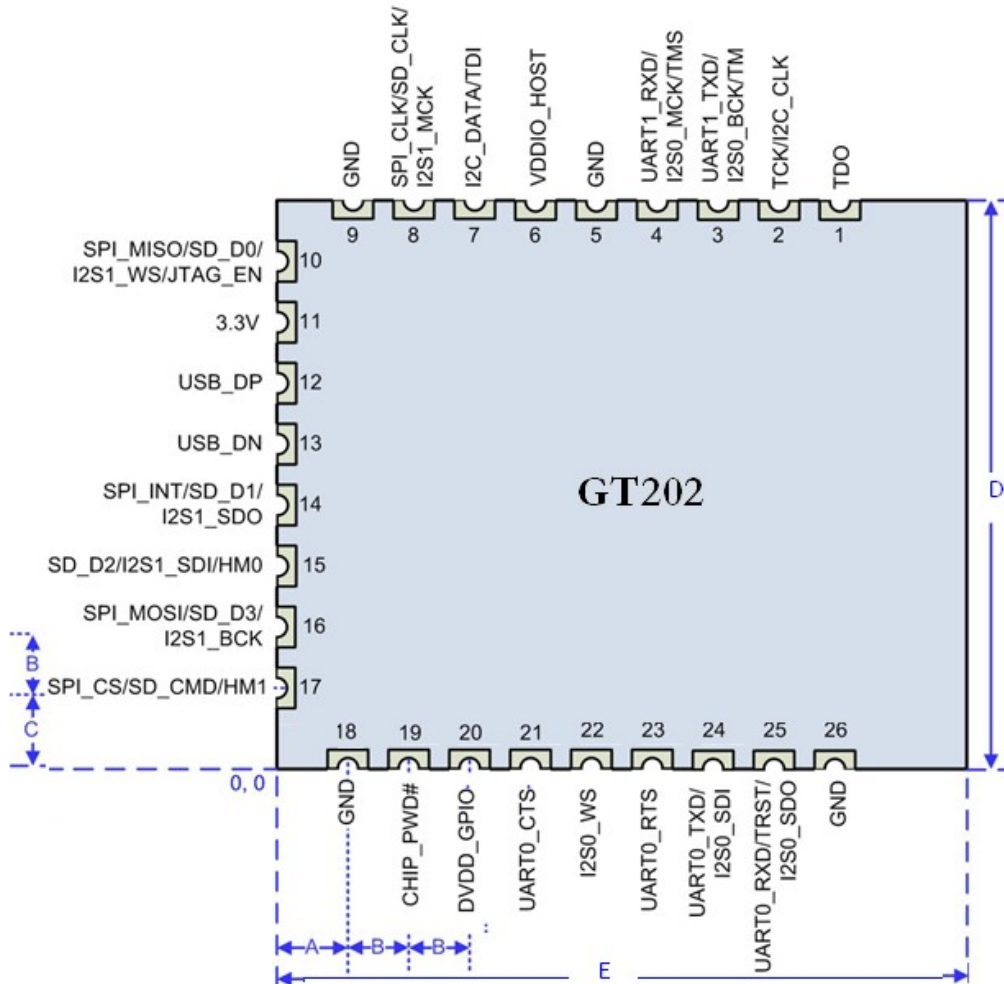 GND
SPI_CLK/SD_CLK/
I2S1_MCK
I2C_DATA/TDI
VDDIO_HOST
GND
UART1_RXD/
I2S0_MCK/TMS
UART1_TXD/
I2S0_BCK/TM
TCK/I2C_CLK
TDO
9
8
7
6
5
4
3
2
1
SPI_MISO/SD_D0/
I2S1_WS/JTAG_EN
10
3.3V
11
USB_DP
12
USB_DN
13
SPI_INT/SD_D1/
I2S1_SDO
14
SD_D2/I2S1_SDI/HM0
15
SPI_MOSI/SD_D3/
I2S1_BCK
16
SPI_CS/SD_CMD/HM1
17
GT202
D
B
C
0, 0
18
19
20
21
22
23
24
25
26
GND
CHIP_PWD#
DVDD_GPIO
UART0_CTS
I2S0_WS
UART0_RTS
UART0_TXD/
I2S0_SDI
UART0_RXD/TRST/
I2S0_SDO
GND
:
A
B
B
E